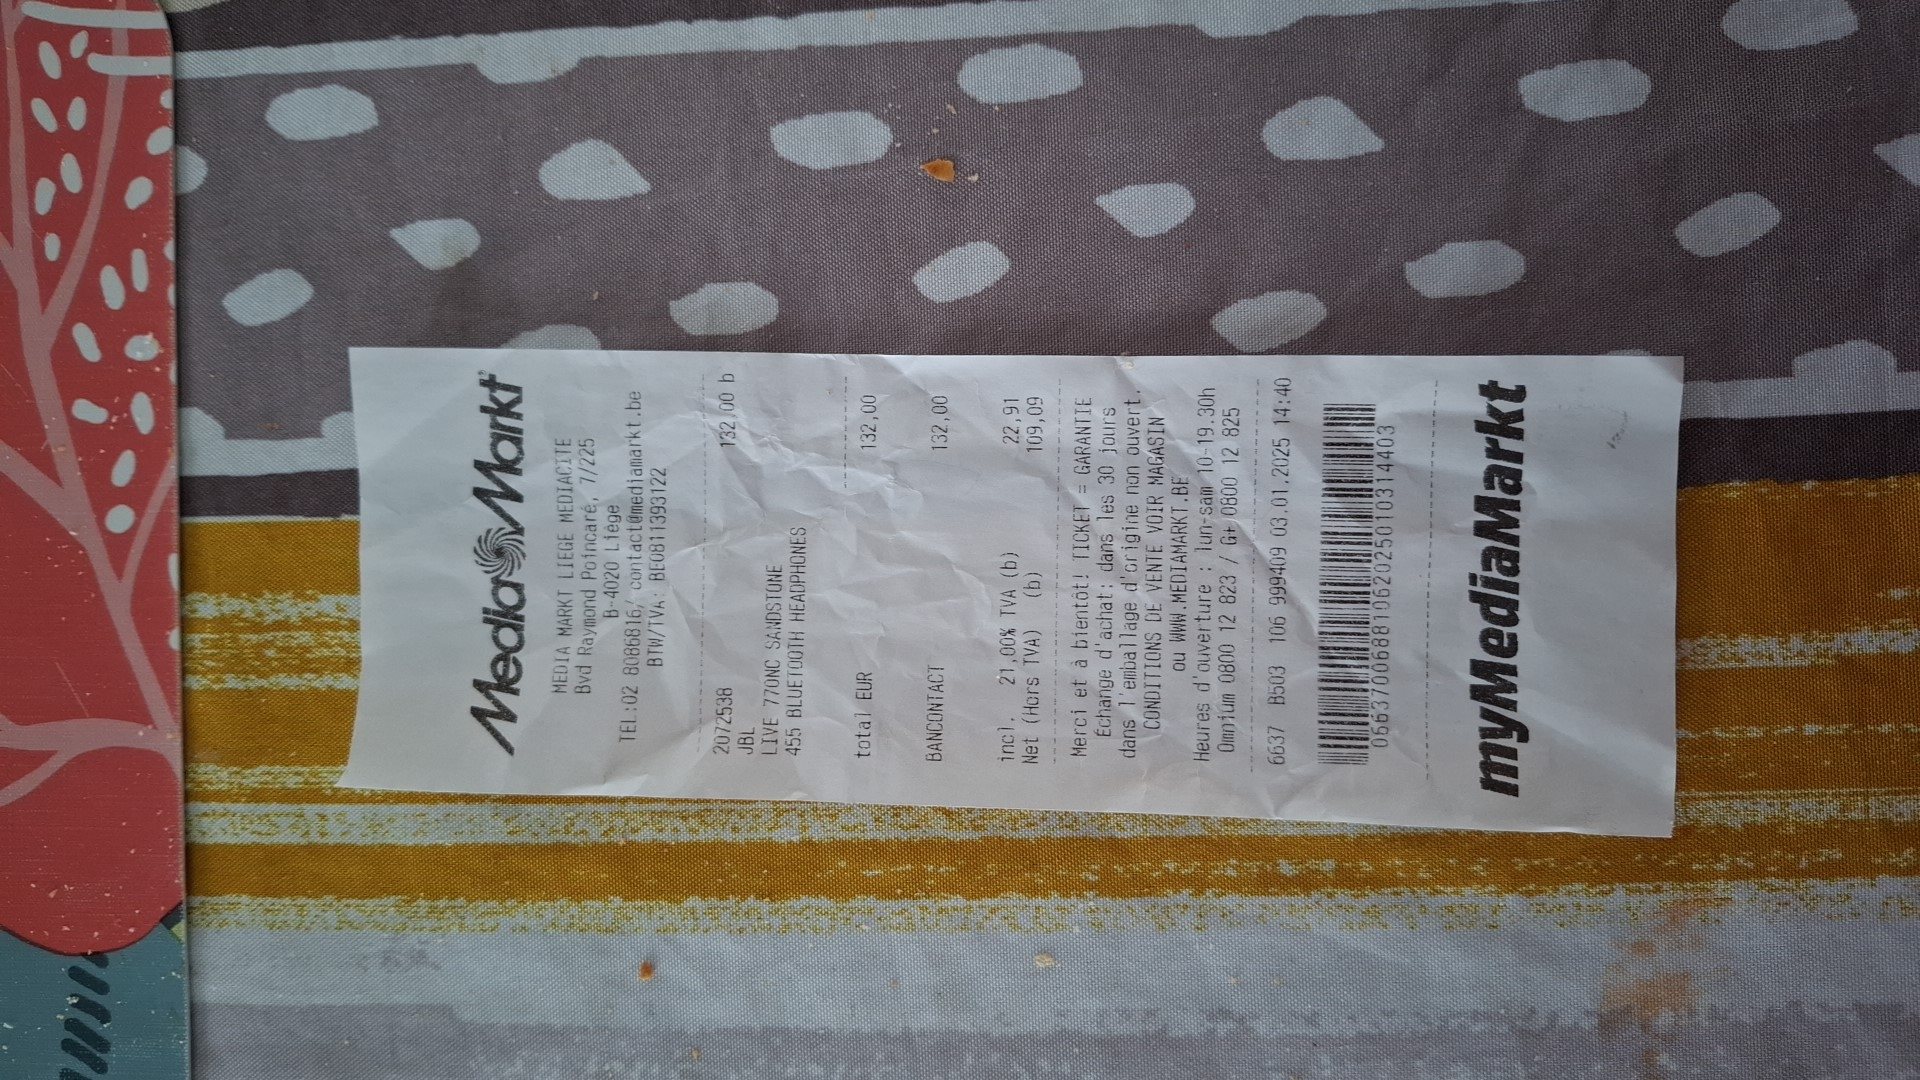 Media Markt
MEDIA MARKT LIEGE MEDIACITE
Bvd Raymond Poincaré, 7/225
B-4020 Liége
TEL:02 8086816/ contact@mediamarkt.be
BTW/TVA: BE0811393122
2072538 132,00 b
JBL
LIVE 770NC SANDSTONE
455 BLUETOOTH HEADPHONES
total EUR 132,00
BANCONTACT 132,00
incl. 21,00% TVA (b) 22,91
Net (Hors TVA) (b) 109,09
Merci et à bientôt! TICKET = GARANTIE
Echange d'achat: dans les 30 jours
dans l'emballage d'origine non ouvert.
CONDITIONS DE VENTE VOIR MAGASIN
ou WWW.MEDIAMARKT.BE
Heures d'ouverture : lun-sam 10-19.30h
Omnium 0800 12 823 / G+ 0800 12 825
6637 B503 106 999409 03.01.2025 14:40
066370068810620250103144403
myMediaMarkt